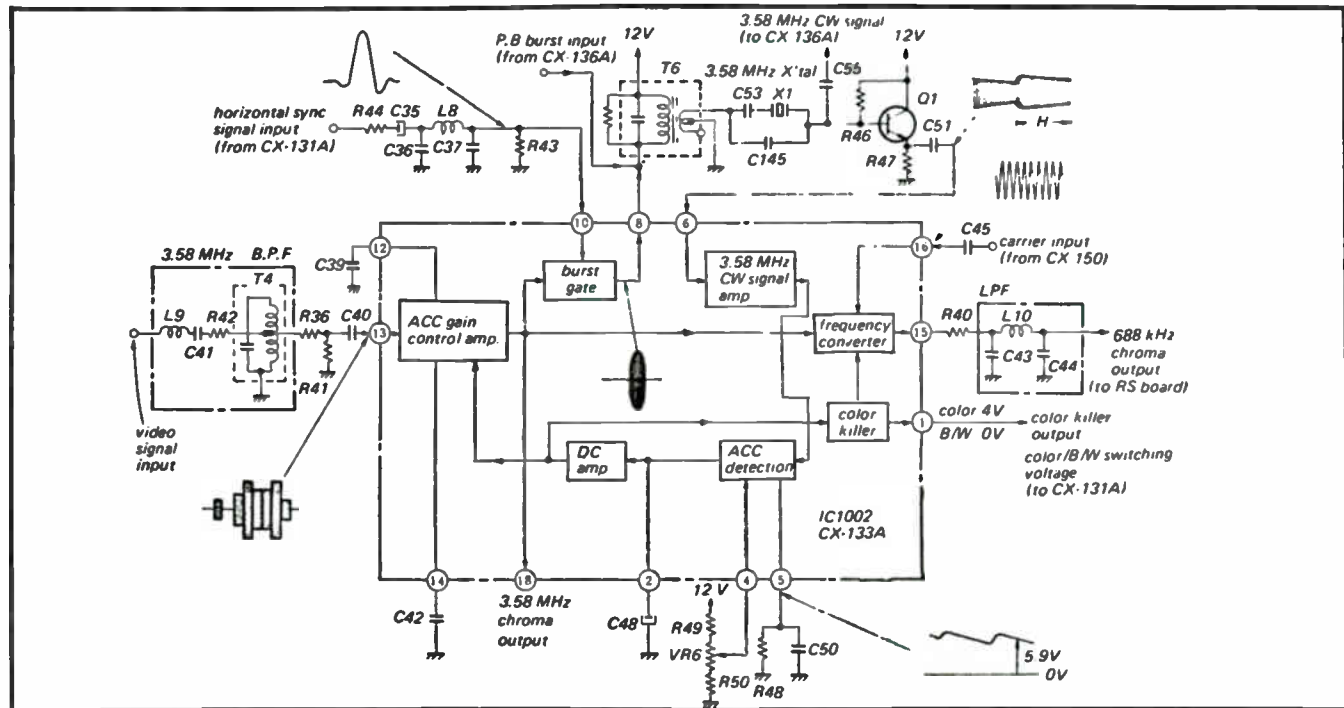 3.58 MHz CW signal
(to CX 136A)
P.B burst input
(from CX-136A)
12V
12V
T6
3.58 MHz X'tal
C55
C53
X1
Q1
horizontal sync
signal input
(from CX-131A)
R44
C35
L8
C36
C37
R43
C145
R46
C51
R47
H
10
8
6
16
C45
carrier input
(from CX 150)
3.58 MHz
B.P.F
T4
12
C39
burst
gate
3.58 MHz
CW signal
amp
LPF
L9
R42
R36
C40
13
C41
R41
ACC gain
control amp.
frequency
converter
15
R40
L10
C43
C44
688 kHz
chroma
output
(to RS board)
video
signal
input
color
killer
1
color 4V
B/W 0V
color killer
output
color/B/W switching
voltage
(to CX-131A)
DC
amp
ACC
detection
IC1002
CX-133A
14
18
2
4
5
C42
3.58 MHz
chroma
output
C48
12 V
R49
VR6
R50
R48
C50
5.9V
0V